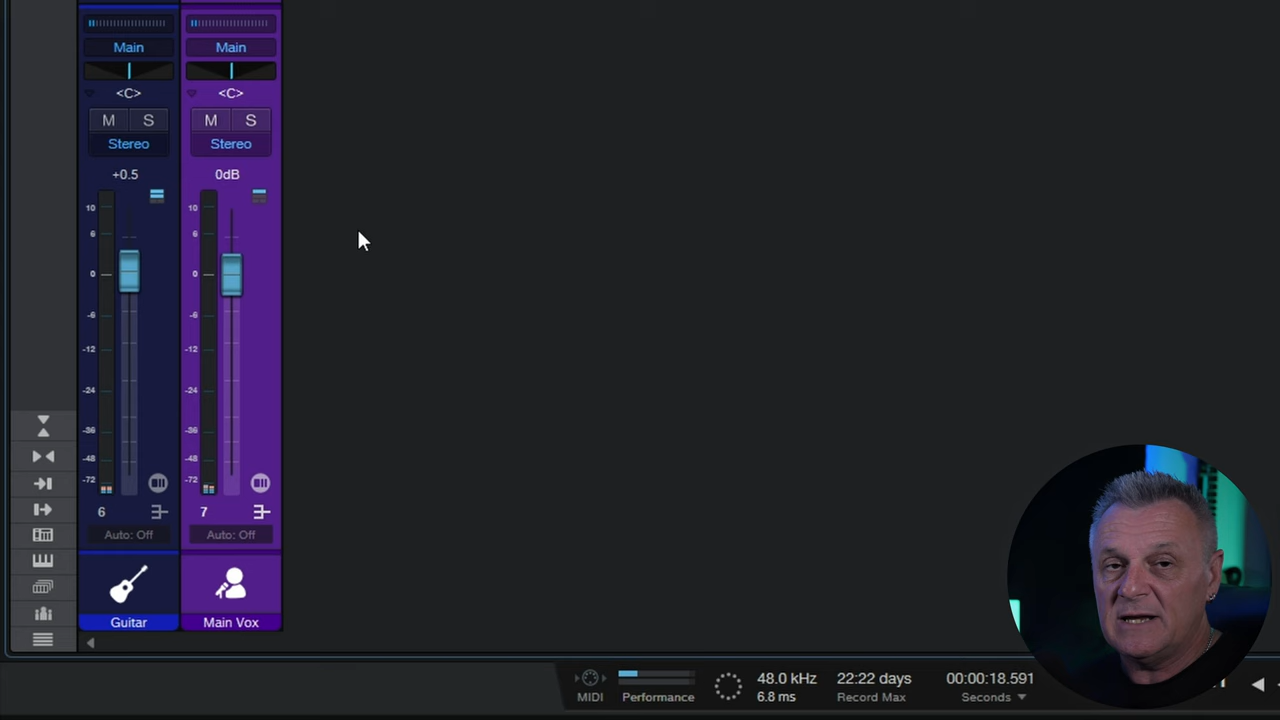 Main
Main
<C>
<C>
M S
M S
Stereo
Stereo
+0.5
0dB
10
6
0
-6
-12
-24
-36
-48
-72
10
6
0
-6
-12
-24
-36
-48
-72
6
7
Auto: Off
Auto: Off
Guitar
Main Vox
MIDI
Performance
48.0 kHz
6.8 ms
22:22 days
Record Max
00:00:18.591
Seconds